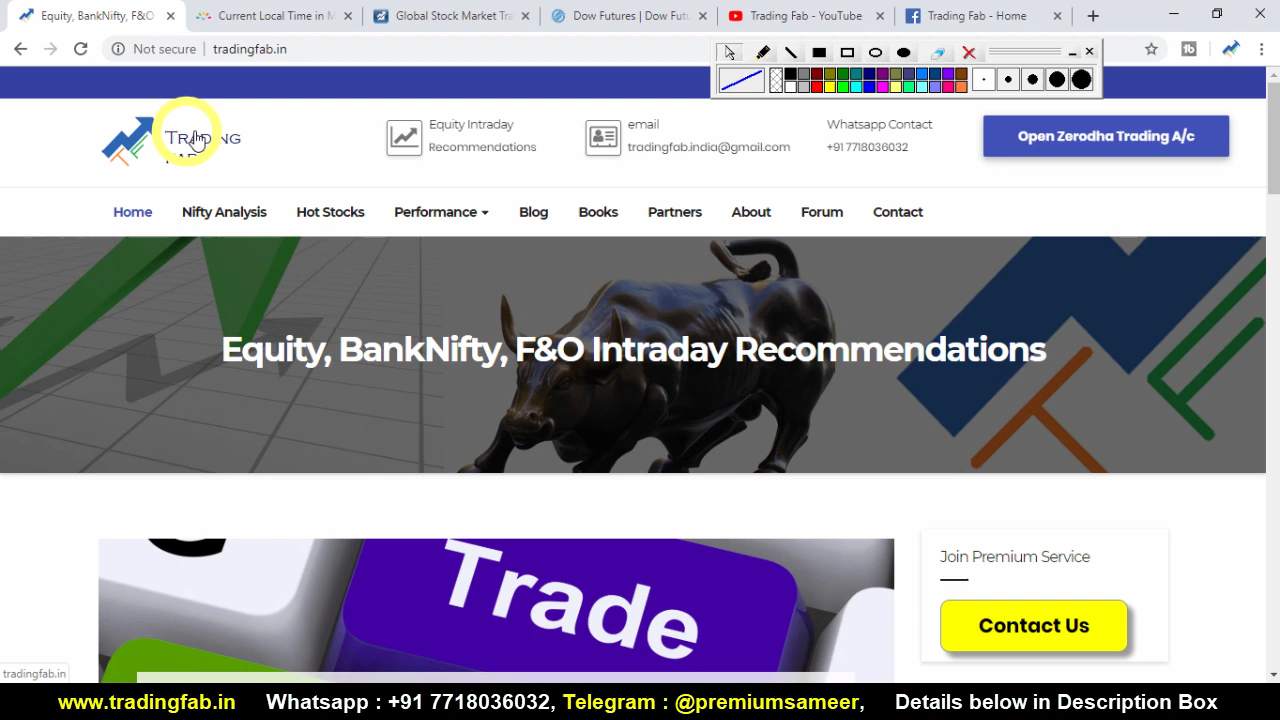 Equity, BankNifty, F&O
Current Local Time in M
Global Stock Market Tra
Dow Futures | Dow Futu
Trading Fab - YouTube
Trading Fab - Home
Not secure
tradingfab.in
Trading
Equity Intraday
Recommendations
email
tradingfab.india@gmail.com
Whatsapp Contact
+91 7718036032
Open Zerodha Trading A/c
Home
Nifty Analysis
Hot Stocks
Performance
Blog
Books
Partners
About
Forum
Contact
Equity, BankNifty, F&O Intraday Recommendations
Trade
Join Premium Service
Contact Us
tradingfab.in
www.tradingfab.in Whatsapp : +91 7718036032, Telegram : @premiumsameer, Details below in Description Box